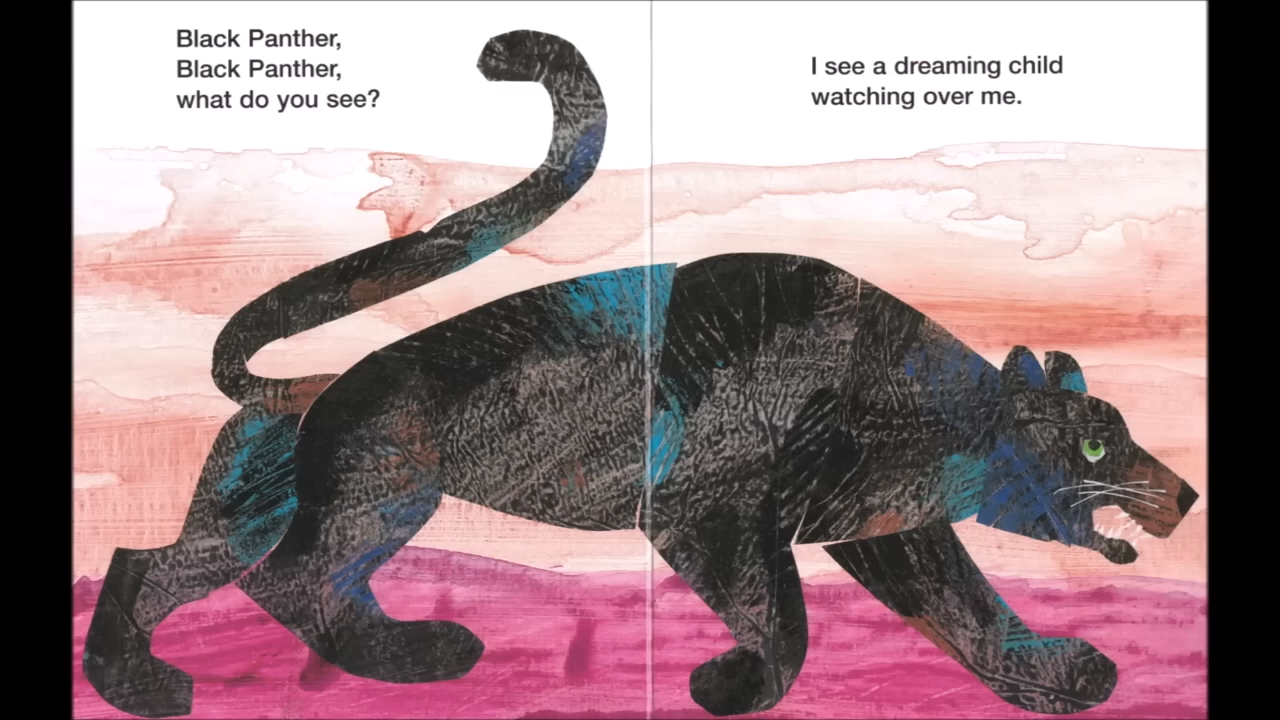 Black Panther,
Black Panther,
what do you see?
I see a dreaming child
watching over me.